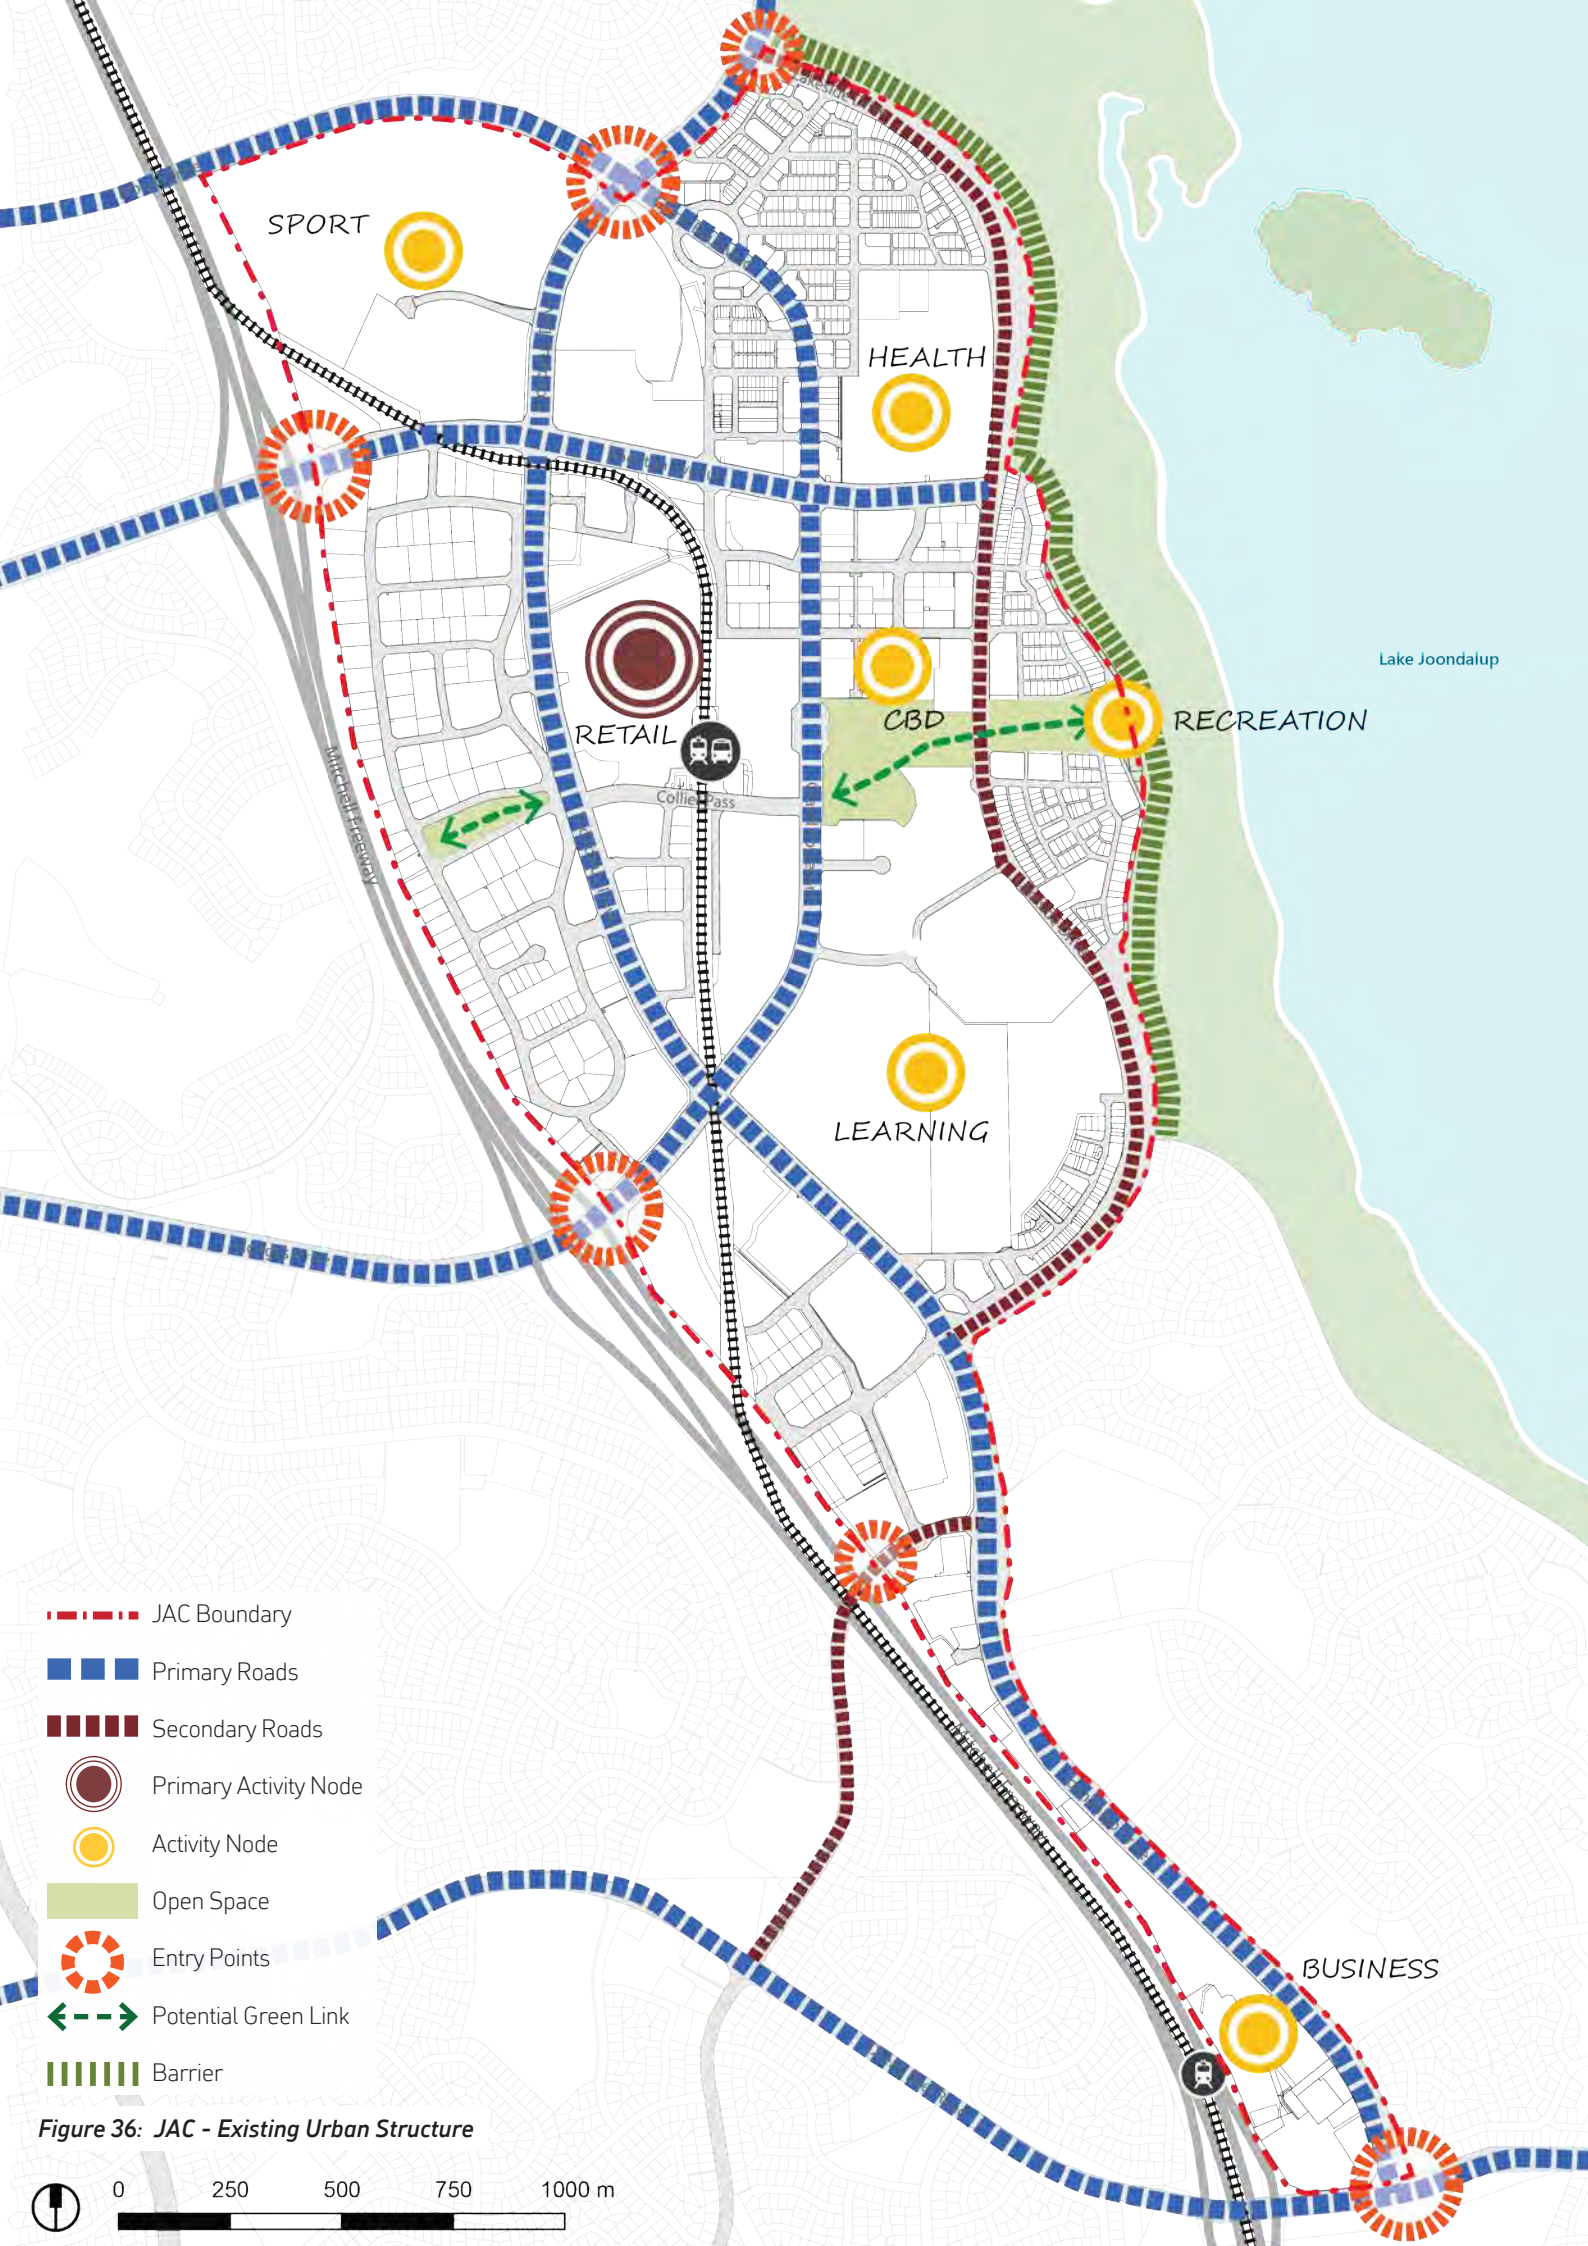 Lakeside
SPORT
HEALTH
Lake Joondalup
CBD
RECREATION
RETAIL
Mitchell Freeway
Collier Pass
LEARNING
JAC Boundary
Primary Roads
Secondary Roads
Primary Activity Node
Activity Node
Open Space
Entry Points
Potential Green Link
Barrier
BUSINESS
Figure 36: JAC - Existing Urban Structure
0 250 500 750 1000 m